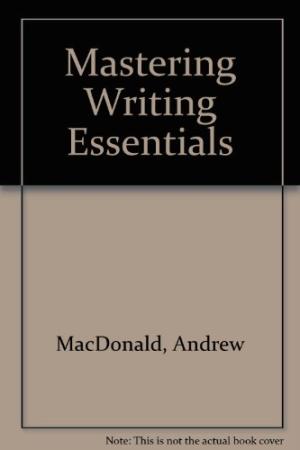 Mastering
Writing
Essentials
MacDonald, Andrew
Note: This is not the actual book cover